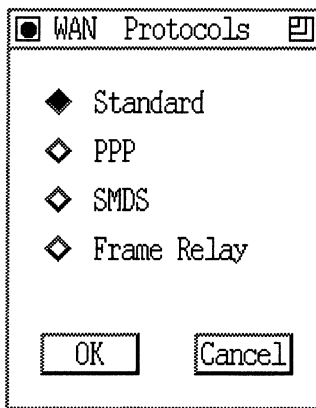 WAN Protocols
Standard
PPP
SMDS
Frame Relay
OK Cancel